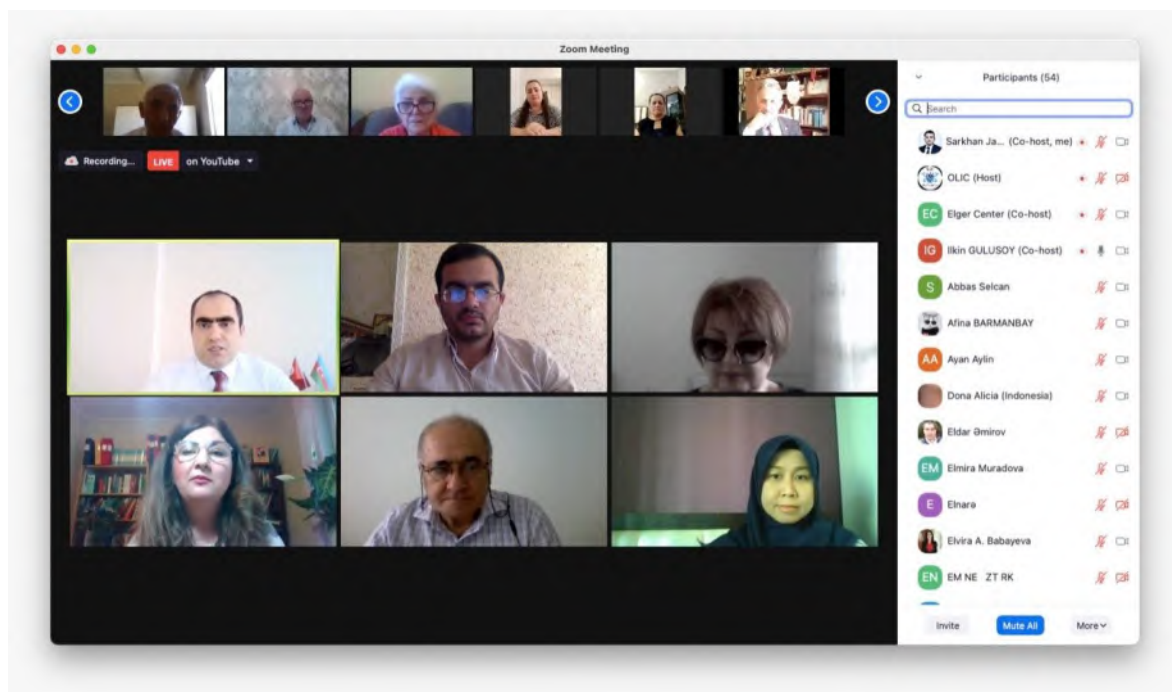 Zoom Meeting
Recording...
LIVE on YouTube
Participants (54)
Search
Sarkhan Ja... (Co-host, me)
OLIC (Host)
EC Elger Center (Co-host)
IG Ilkin GULUSOY (Co-host)
S Abbas Selcan
Afina BARMANBAY
AA Ayan Aylin
Dona Alicia (Indonesia)
Eldar Əmirov
EM Elmira Muradova
E Elnarə
Elvira A. Babayeva
EN EM NE ZT RK
Invite Mute All More